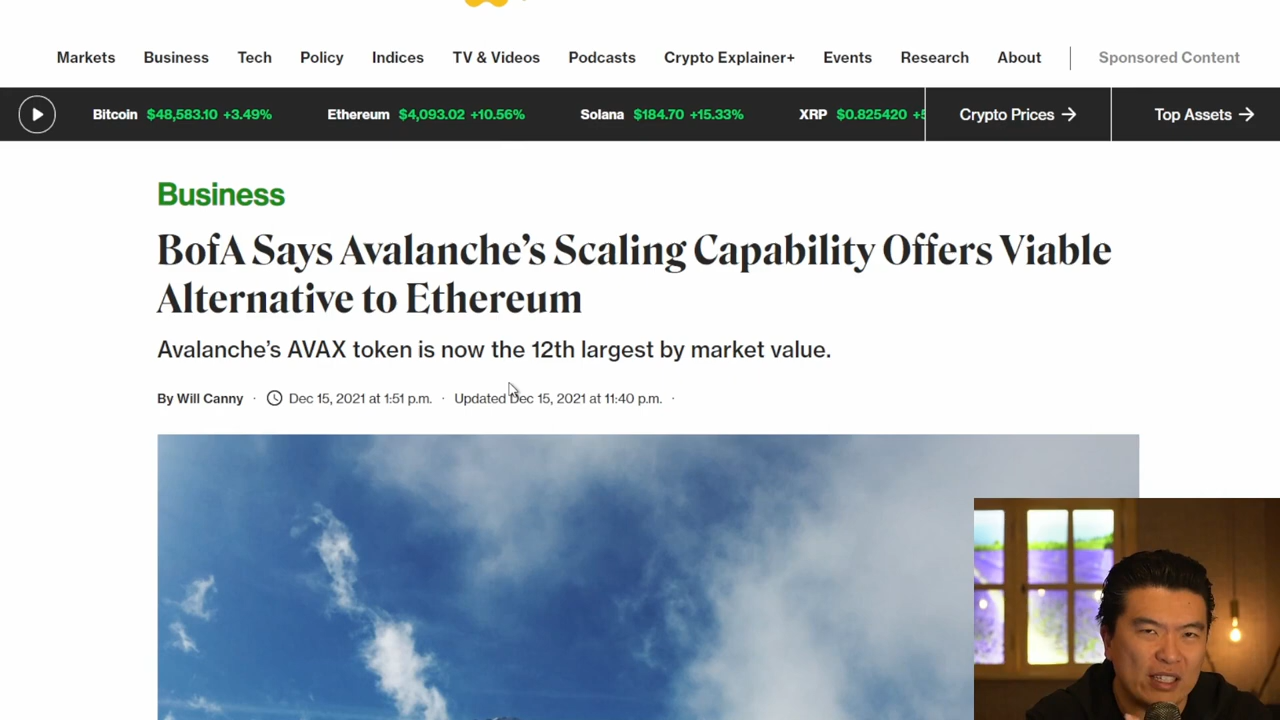 Markets Business Tech Policy Indices TV & Videos Podcasts Crypto Explainer+ Events Research About Sponsored Content
Bitcoin $48,583.10 +3.49% Ethereum $4,093.02 +10.56% Solana $184.70 +15.33% XRP $0.825420 Crypto Prices → Top Assets →
Business
BofA Says Avalanche’s Scaling Capability Offers Viable
Alternative to Ethereum
Avalanche’s AVAX token is now the 12th largest by market value.
By Will Canny · Dec 15, 2021 at 1:51 p.m. · Updated Dec 15, 2021 at 11:40 p.m. ·